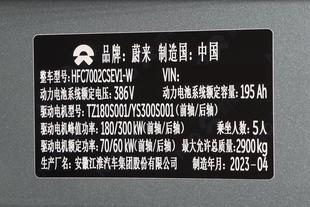 品牌：蔚来 制造国：中国
整车型号：HFC7002CSEV1-W VIN:
动力电池系统额定电压：386V 动力电池系统额定容量：195 Ah
驱动电机型号：TZ180S001/YS300S001（前轴/后轴）
驱动电机峰值功率：180/300 kW（前轴/后轴） 乘坐人数：5人
驱动电机额定功率：70/60 kW（前轴/后轴） 最大允许总质量：2900kg
生产厂名：安徽江淮汽车集团股份有限公司 制造年月：2023-04